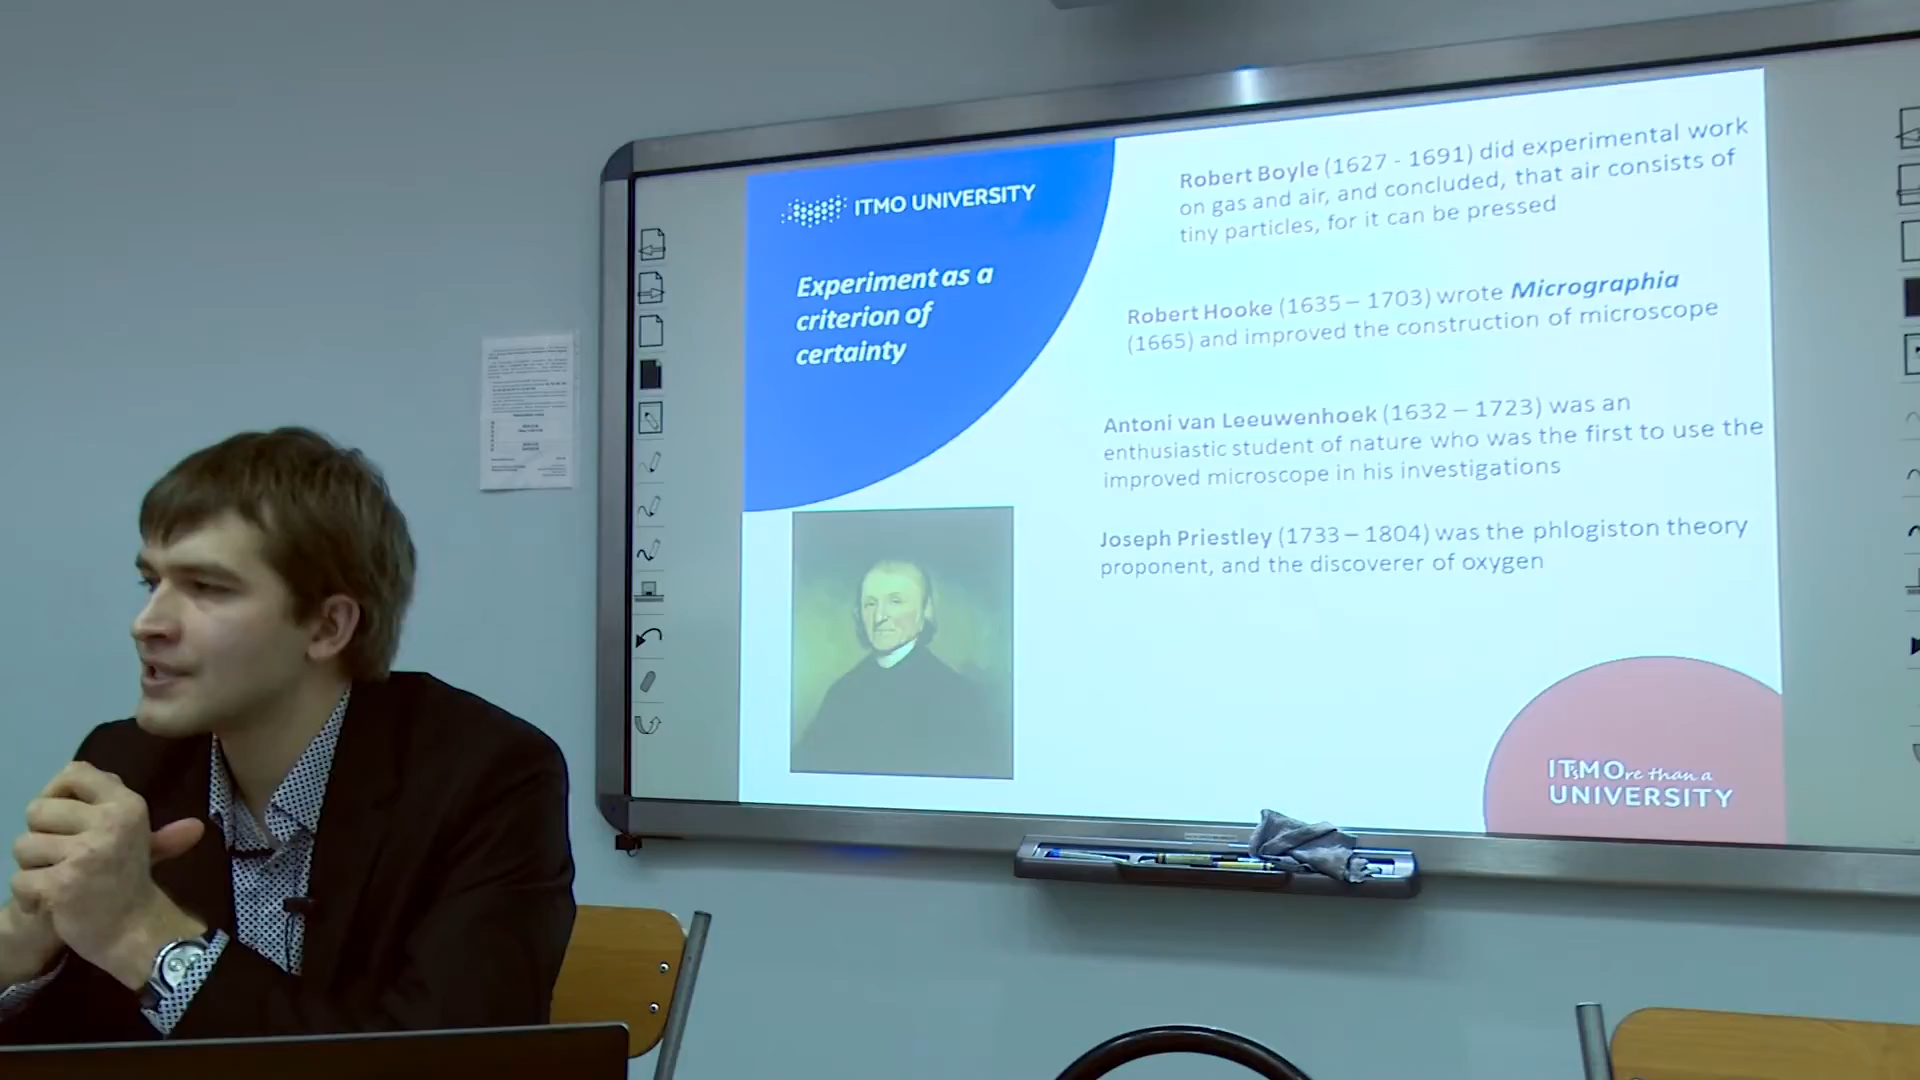 ITMO UNIVERSITY
Experiment as a
criterion of
certainty
Robert Boyle (1627 - 1691) did experimental work
on gas and air, and concluded, that air consists of
tiny particles, for it can be pressed
Robert Hooke (1635 – 1703) wrote Micrographia
(1665) and improved the construction of microscope
Antoni van Leeuwenhoek (1632 – 1723) was an
enthusiastic student of nature who was the first to use the
improved microscope in his investigations
Joseph Priestley (1733 – 1804) was the phlogiston theory
proponent, and the discoverer of oxygen
ITsMOre than a
UNIVERSITY